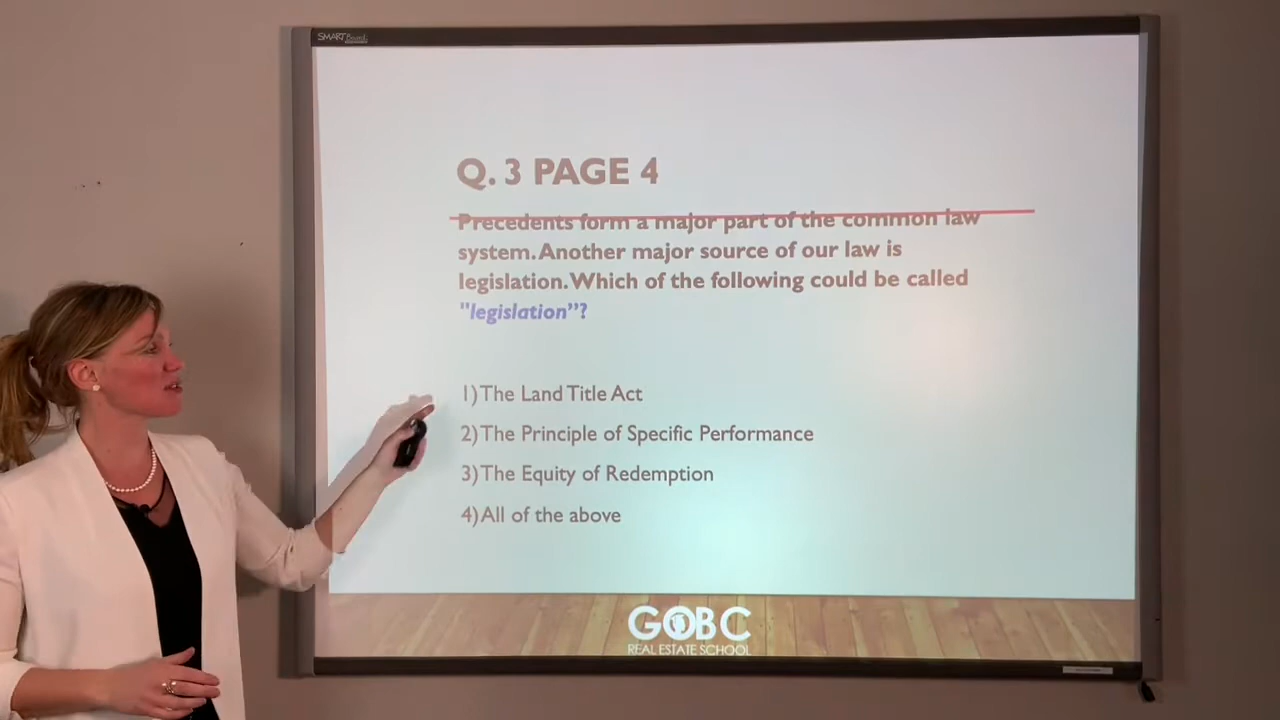 SMART Board
Q. 3 PAGE 4
Precedents form a major part of the common law
system. Another major source of our law is
legislation. Which of the following could be called
"legislation”?
1) The Land Title Act
2) The Principle of Specific Performance
3) The Equity of Redemption
4) All of the above
GOBC
REAL ESTATE SCHOOL